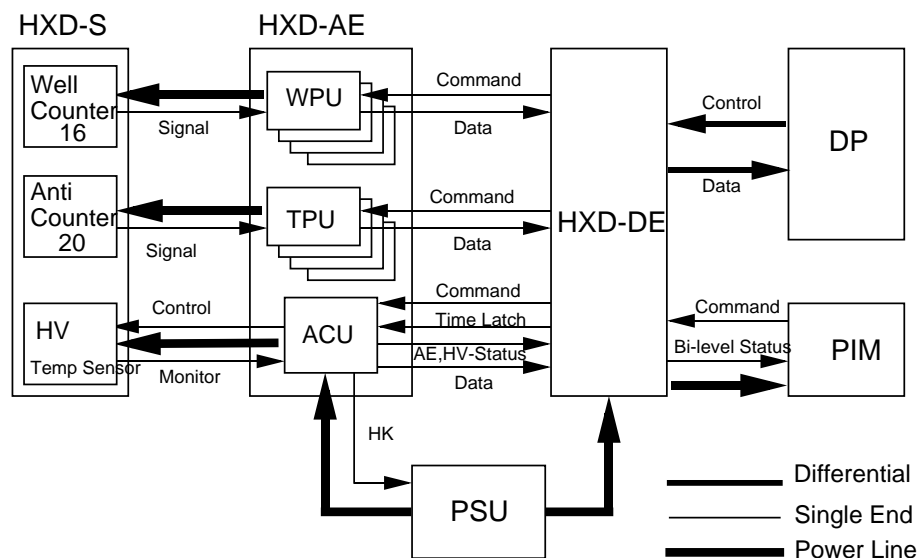 HXD-S
HXD-AE
Well
Counter
16
Signal
WPU
Command
Data
Control
Data
DP
Anti
Counter
20
Signal
TPU
Command
Data
HXD-DE
HV
Temp Sensor
Control
Monitor
ACU
Command
Time Latch
AE,HV-Status
Data
Command
Bi-level Status
PIM
HK
PSU
Differential
Single End
Power Line